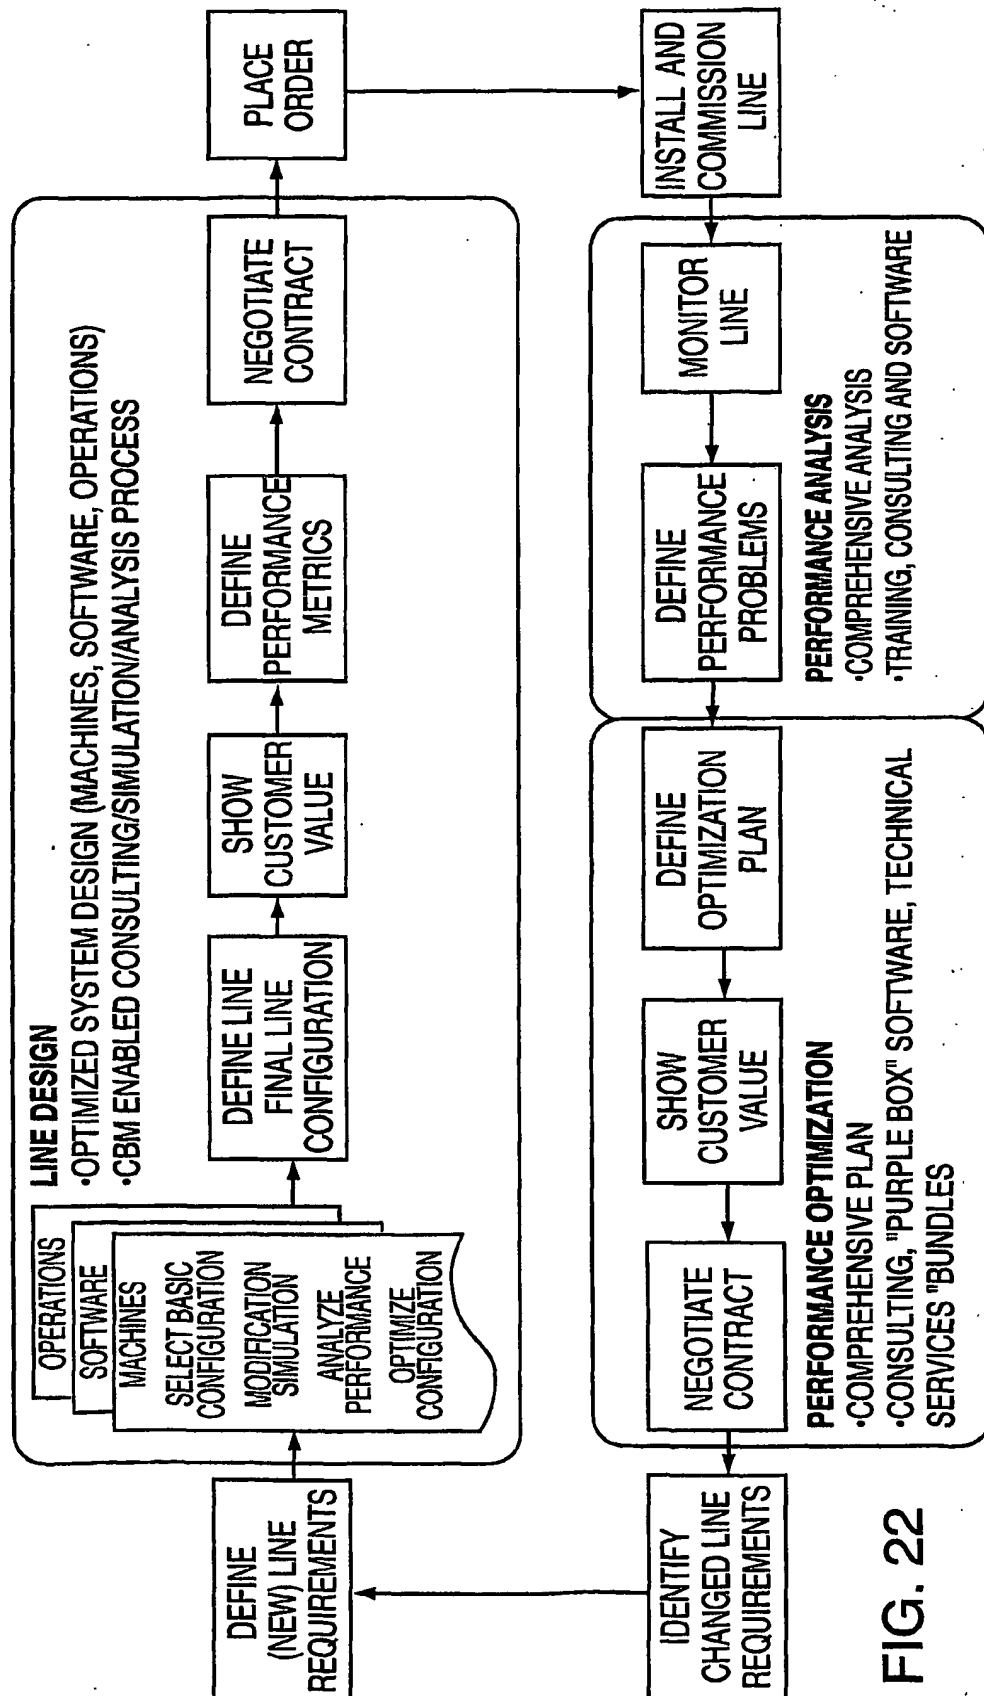 DEFINE
(NEW) LINE
REQUIREMENTS
LINE DESIGN
•OPTIMIZED SYSTEM DESIGN (MACHINES, SOFTWARE, OPERATIONS)
•CBM ENABLED CONSULTING/SIMULATION/ANALYSIS PROCESS
OPERATIONS
SOFTWARE
MACHINES
SELECT BASIC
CONFIGURATION
MODIFICATION
SIMULATION
ANALYZE
PERFORMANCE
OPTIMIZE
CONFIGURATION
DEFINE LINE
FINAL LINE
CONFIGURATION
SHOW
CUSTOMER
VALUE
DEFINE
PERFORMANCE
METRICS
NEGOTIATE
CONTRACT
PLACE
ORDER
INSTALL AND
COMMISSION
LINE
MONITOR
LINE
DEFINE
PERFORMANCE
PROBLEMS
PERFORMANCE ANALYSIS
•COMPREHENSIVE ANALYSIS
•TRAINING, CONSULTING AND SOFTWARE
DEFINE
OPTIMIZATION
PLAN
SHOW
CUSTOMER
VALUE
NEGOTIATE
CONTRACT
PERFORMANCE OPTIMIZATION
•COMPREHENSIVE PLAN
•CONSULTING, "PURPLE BOX" SOFTWARE, TECHNICAL
SERVICES "BUNDLES
IDENTIFY
CHANGED LINE
REQUIREMENTS
FIG. 22